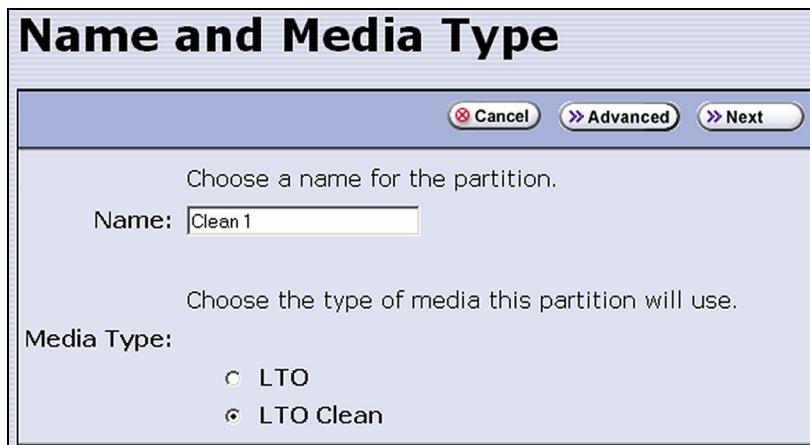 Name and Media Type
Cancel Advanced Next
Choose a name for the partition.
Name: Clean 1
Choose the type of media this partition will use.
Media Type:
LTO
LTO Clean